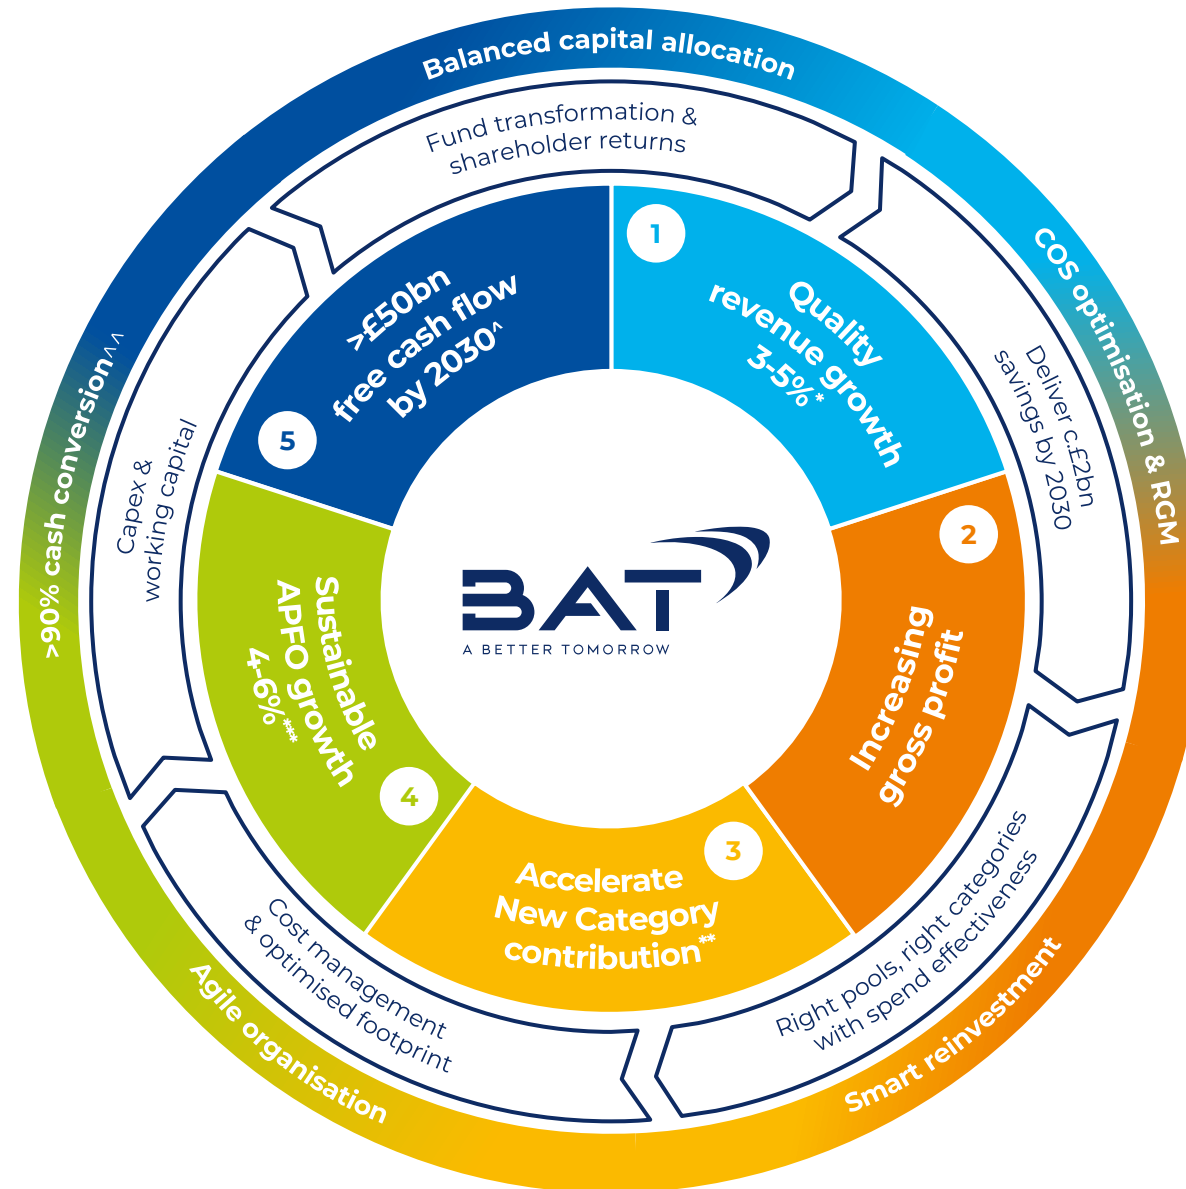 Balanced capital allocation
Fund transformation &
shareholder returns
COS optimisation & RGM
Deliver c.£2bn
savings by 2030
Smart reinvestment
Right pools, right categories
with spend effectiveness
Agile organisation
Cost management
& optimised footprint
>90% cash conversion^^
Capex &
working capital
1
Quality
revenue growth
3-5%*
2
Increasing
gross profit
3
Accelerate
New Category
contribution**
4
Sustainable
APFO growth
4-6%***
5
>£50bn
free cash flow
by 2030^
BAT
A BETTER TOMORROW